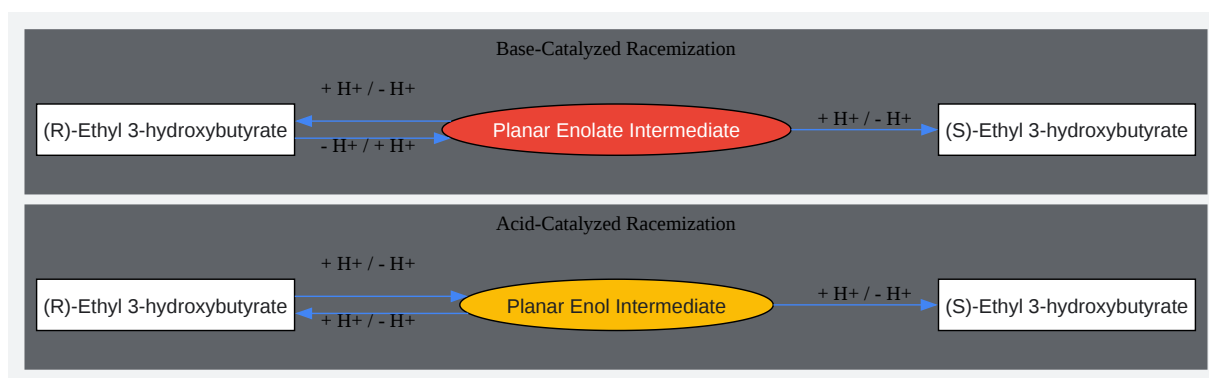 Base-Catalyzed Racemization
+ H+ / - H+
(R)-Ethyl 3-hydroxybutyrate
- H+ / + H+
Planar Enolate Intermediate
+ H+ / - H+
(S)-Ethyl 3-hydroxybutyrate
Acid-Catalyzed Racemization
+ H+ / - H+
(R)-Ethyl 3-hydroxybutyrate
+ H+ / - H+
Planar Enol Intermediate
+ H+ / - H+
(S)-Ethyl 3-hydroxybutyrate